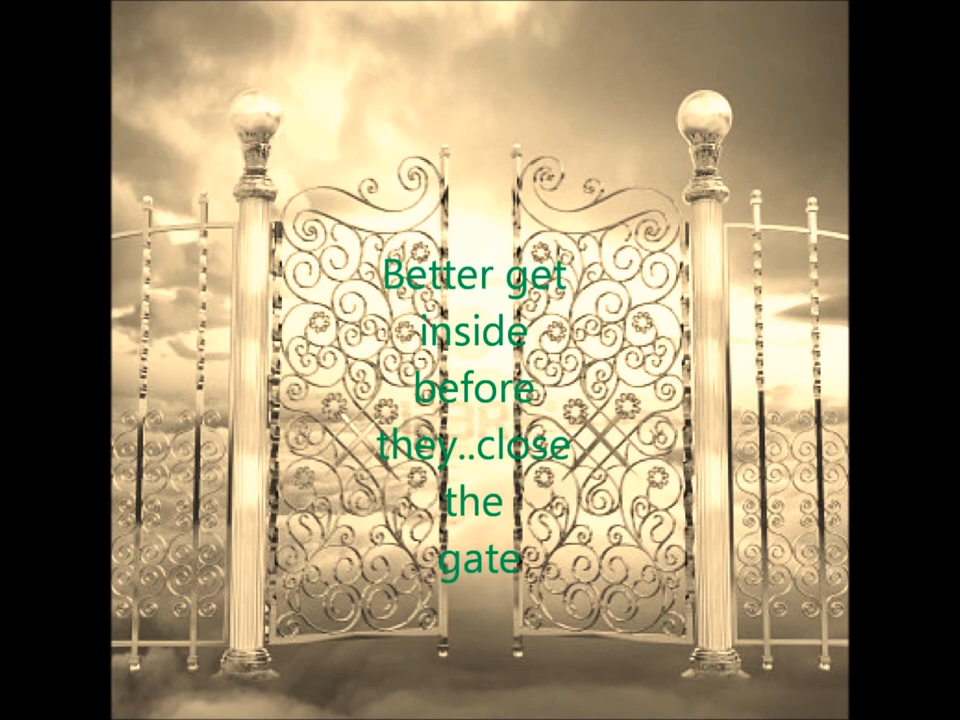 Better get
inside
before
they..close
the
gate